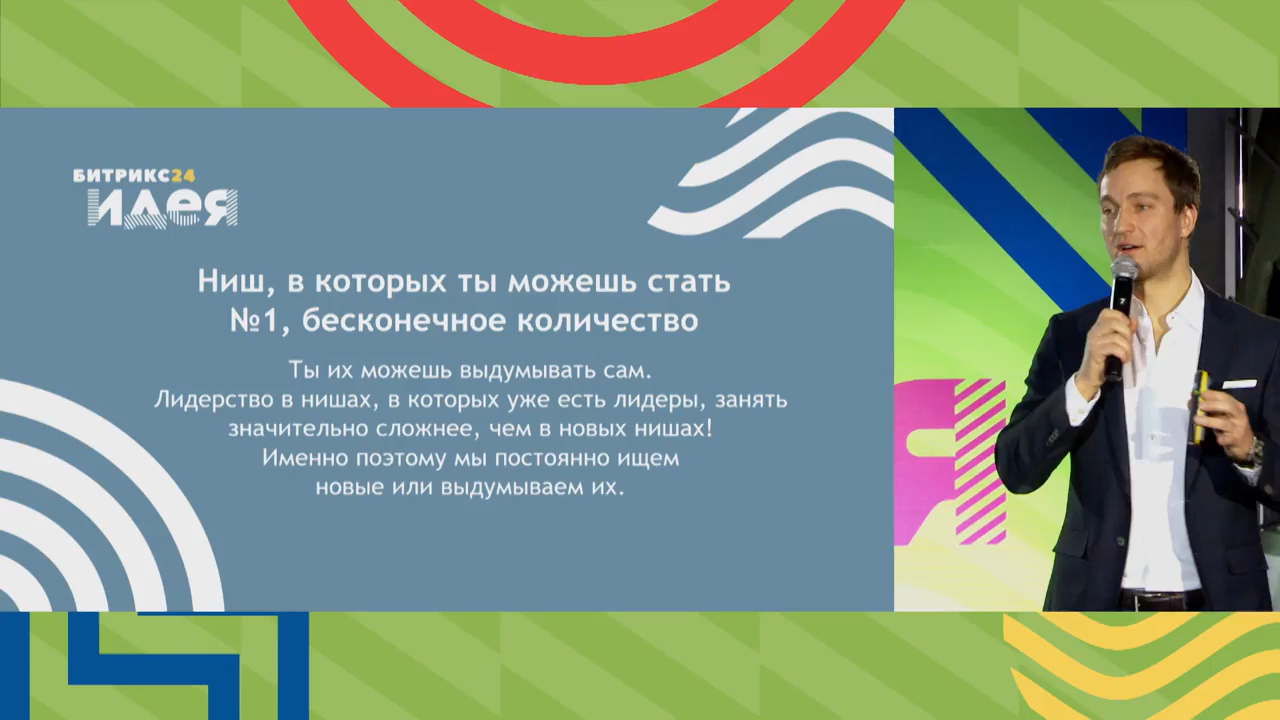 БИТРИКС24
идея
Ниш, в которых ты можешь стать
№1, бесконечное количество
Ты их можешь выдумывать сам.
Лидерство в нишах, в которых уже есть лидеры, занять
значительно сложнее, чем в новых нишах!
Именно поэтому мы постоянно ищем
новые или выдумываем их.
Я
7